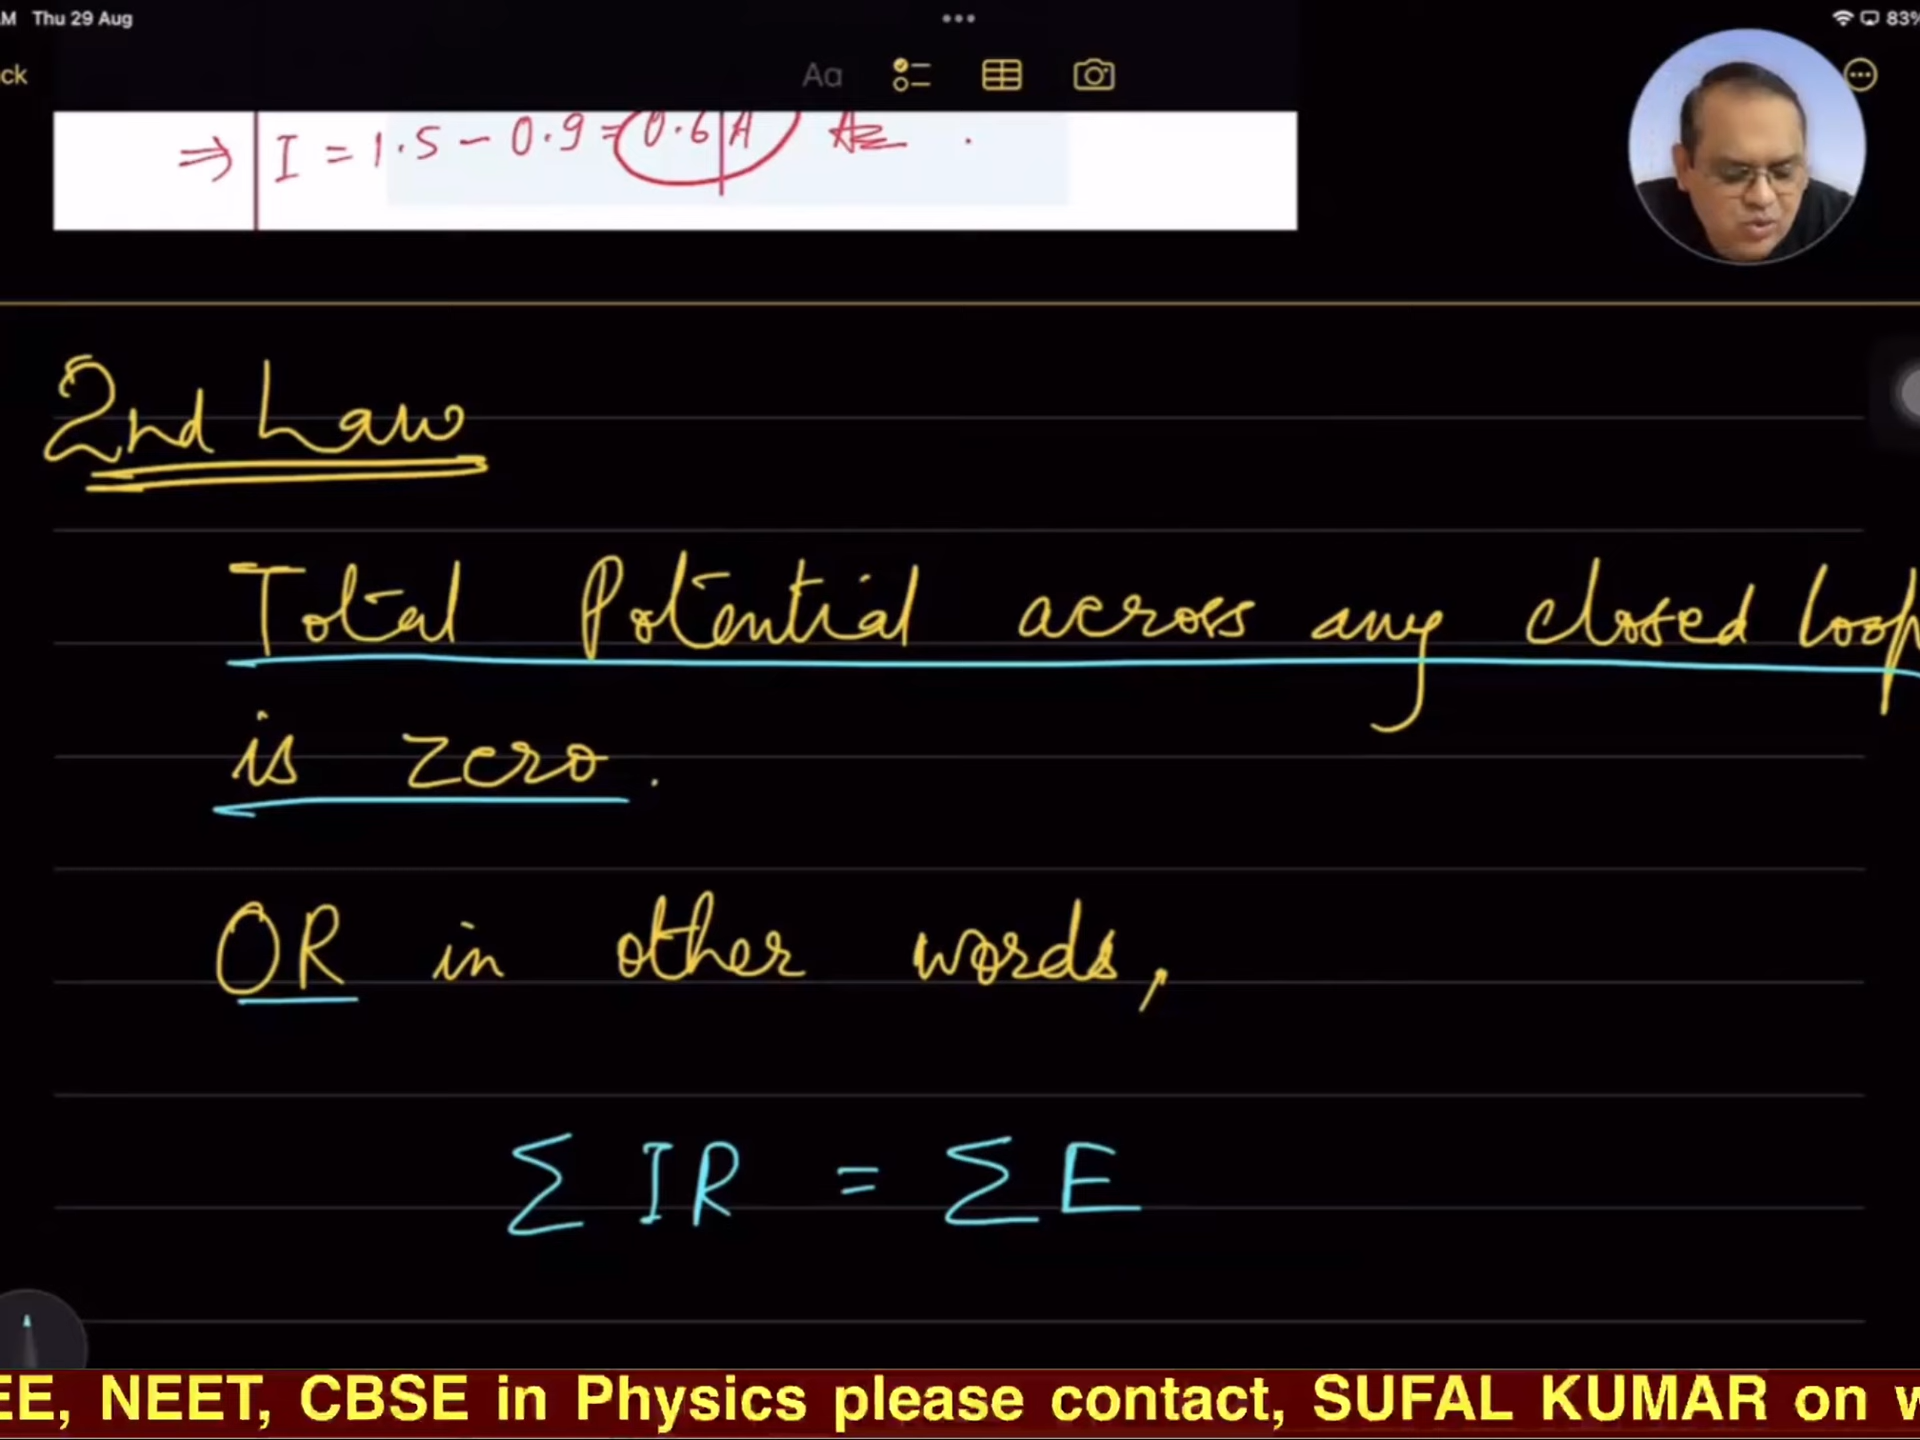 M Thu 29 Aug
83%
ck
Aa
⇒ I = 1.5 - 0.9 = 0.6 A
2nd Law
Total Potential across any closed loop
is zero.
OR in other words,
∑ IR = ∑ E
EE, NEET, CBSE in Physics please contact, SUFAL KUMAR on w